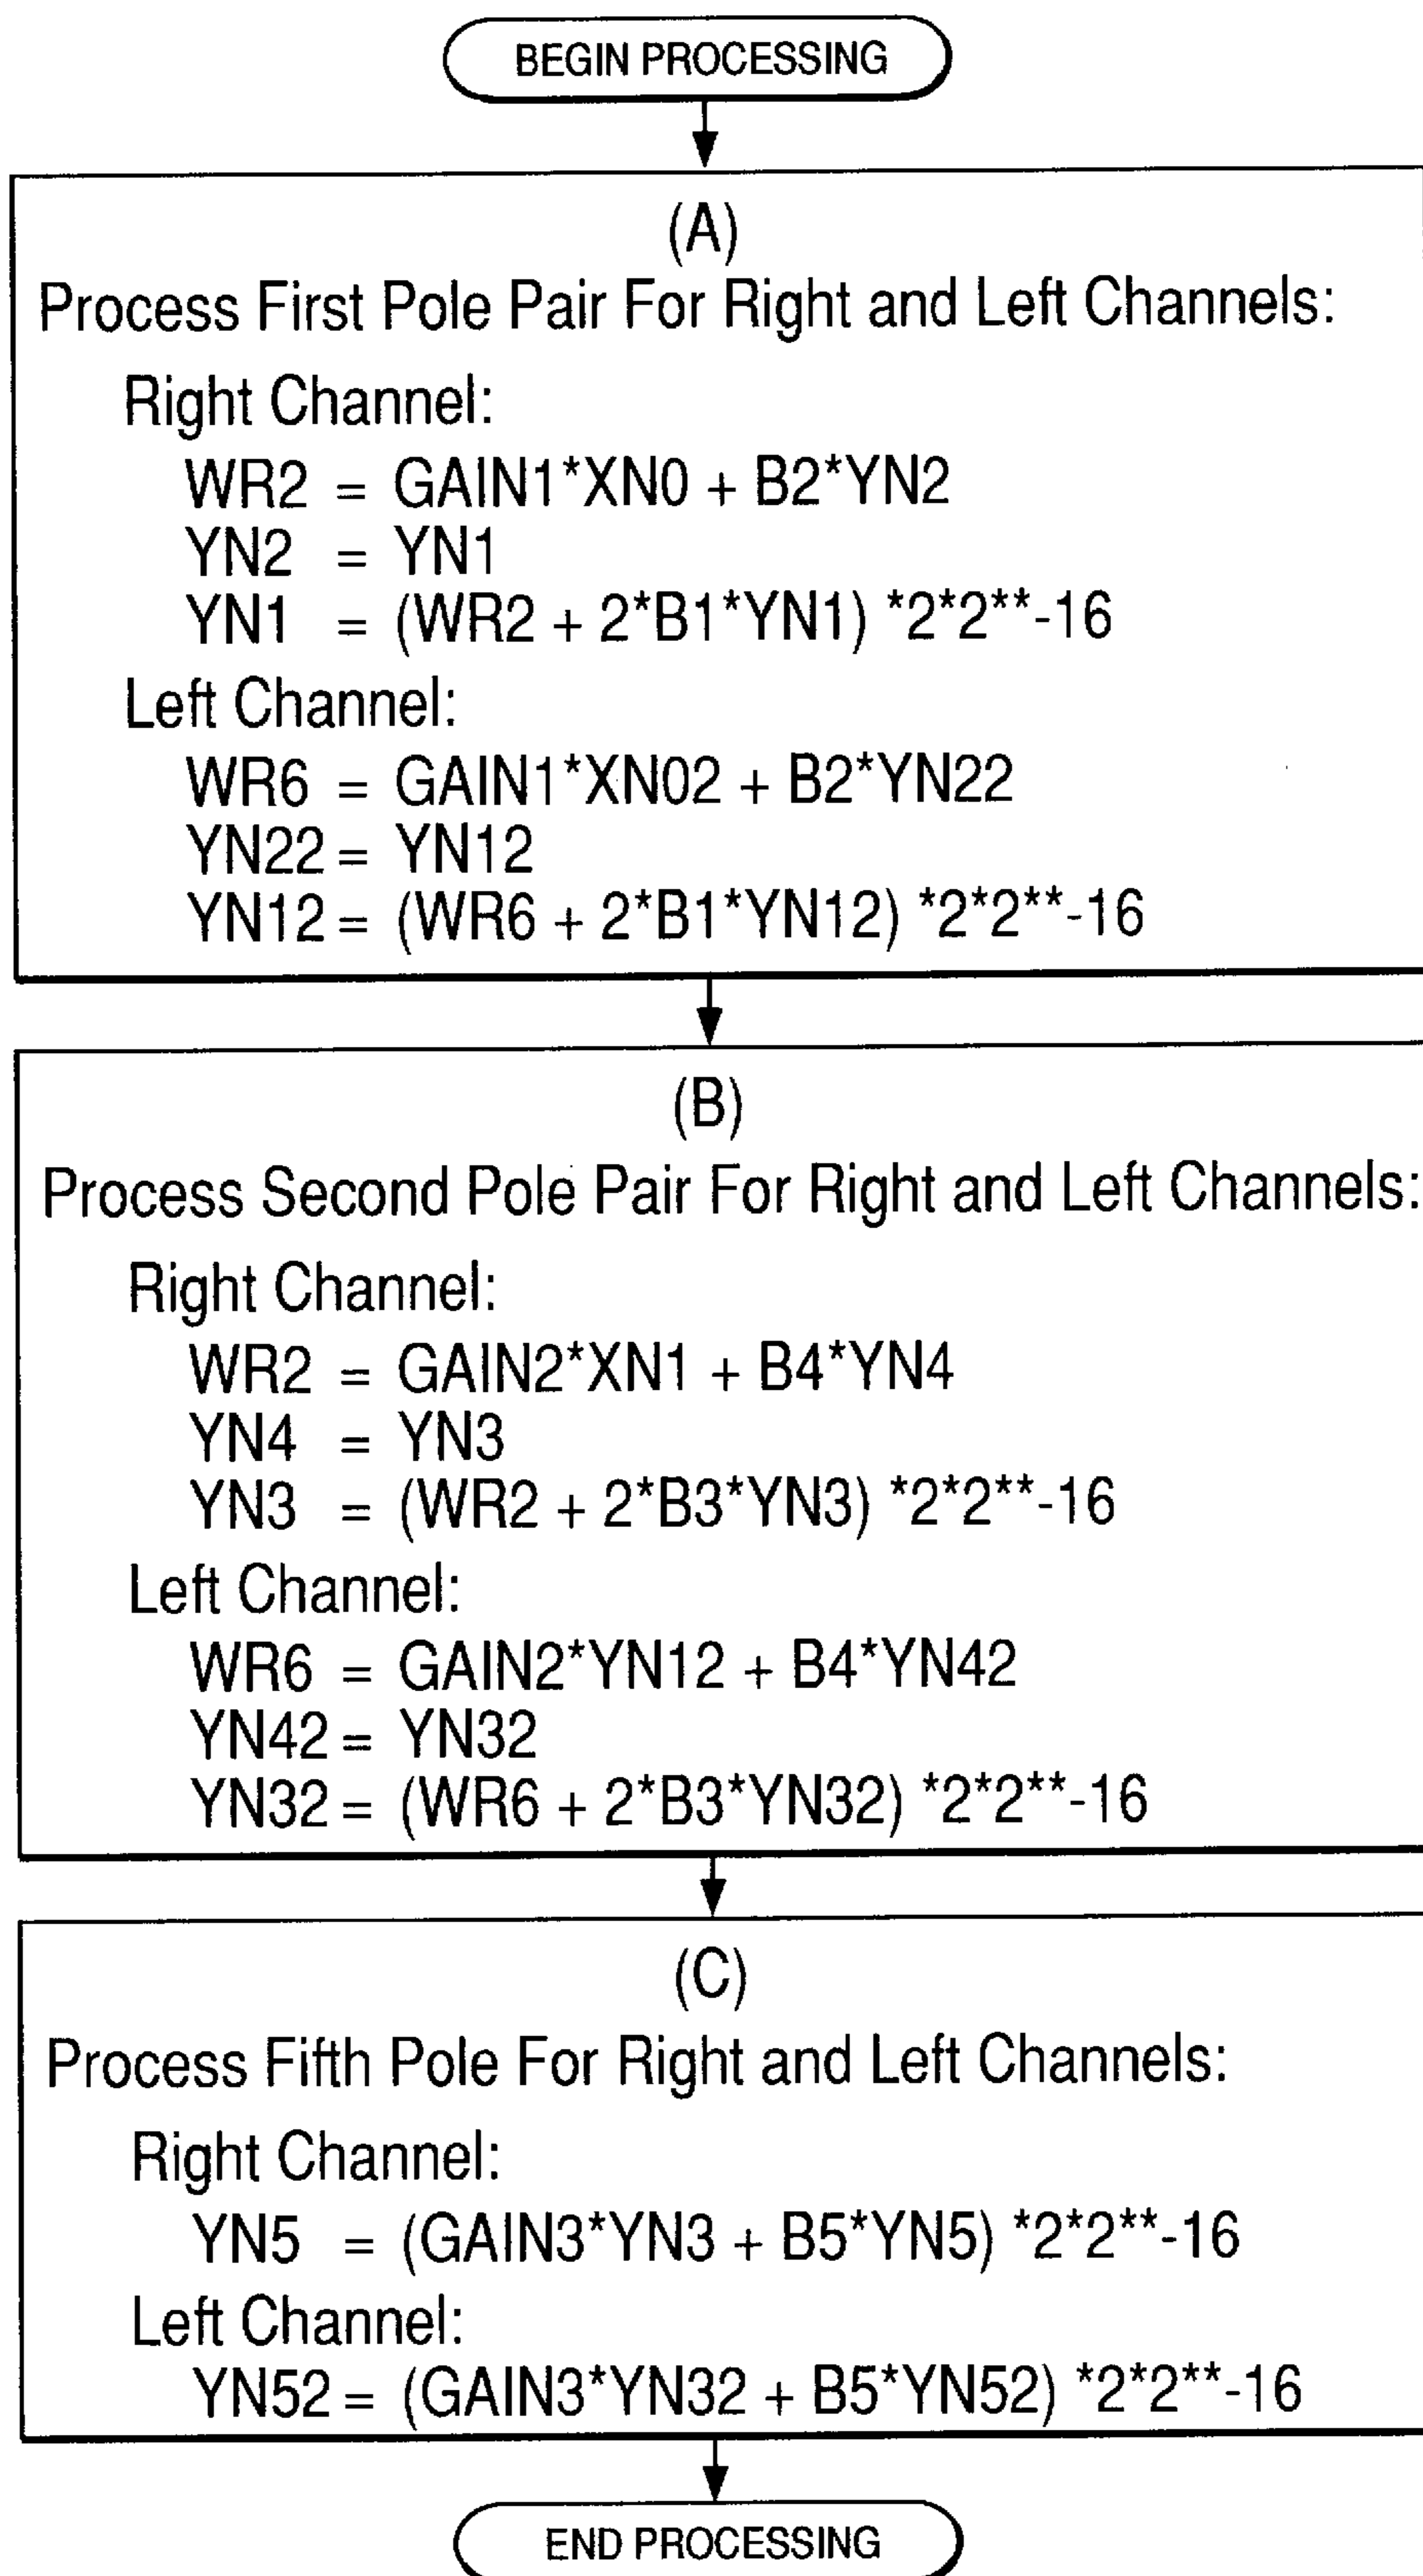 BEGIN PROCESSING
(A)
Process First Pole Pair For Right and Left Channels:
Right Channel:
WR2 = GAIN1*XN0 + B2*YN2
YN2 = YN1
YN1 = (WR2 + 2*B1*YN1) *2*2**-16
Left Channel:
WR6 = GAIN1*XN02 + B2*YN22
YN22 = YN12
YN12 = (WR6 + 2*B1*YN12) *2*2**-16
(B)
Process Second Pole Pair For Right and Left Channels:
Right Channel:
WR2 = GAIN2*XN1 + B4*YN4
YN4 = YN3
YN3 = (WR2 + 2*B3*YN3) *2*2**-16
Left Channel:
WR6 = GAIN2*YN12 + B4*YN42
YN42 = YN32
YN32 = (WR6 + 2*B3*YN32) *2*2**-16
(C)
Process Fifth Pole For Right and Left Channels:
Right Channel:
YN5 = (GAIN3*YN3 + B5*YN5) *2*2**-16
Left Channel:
YN52 = (GAIN3*YN32 + B5*YN52) *2*2**-16
END PROCESSING